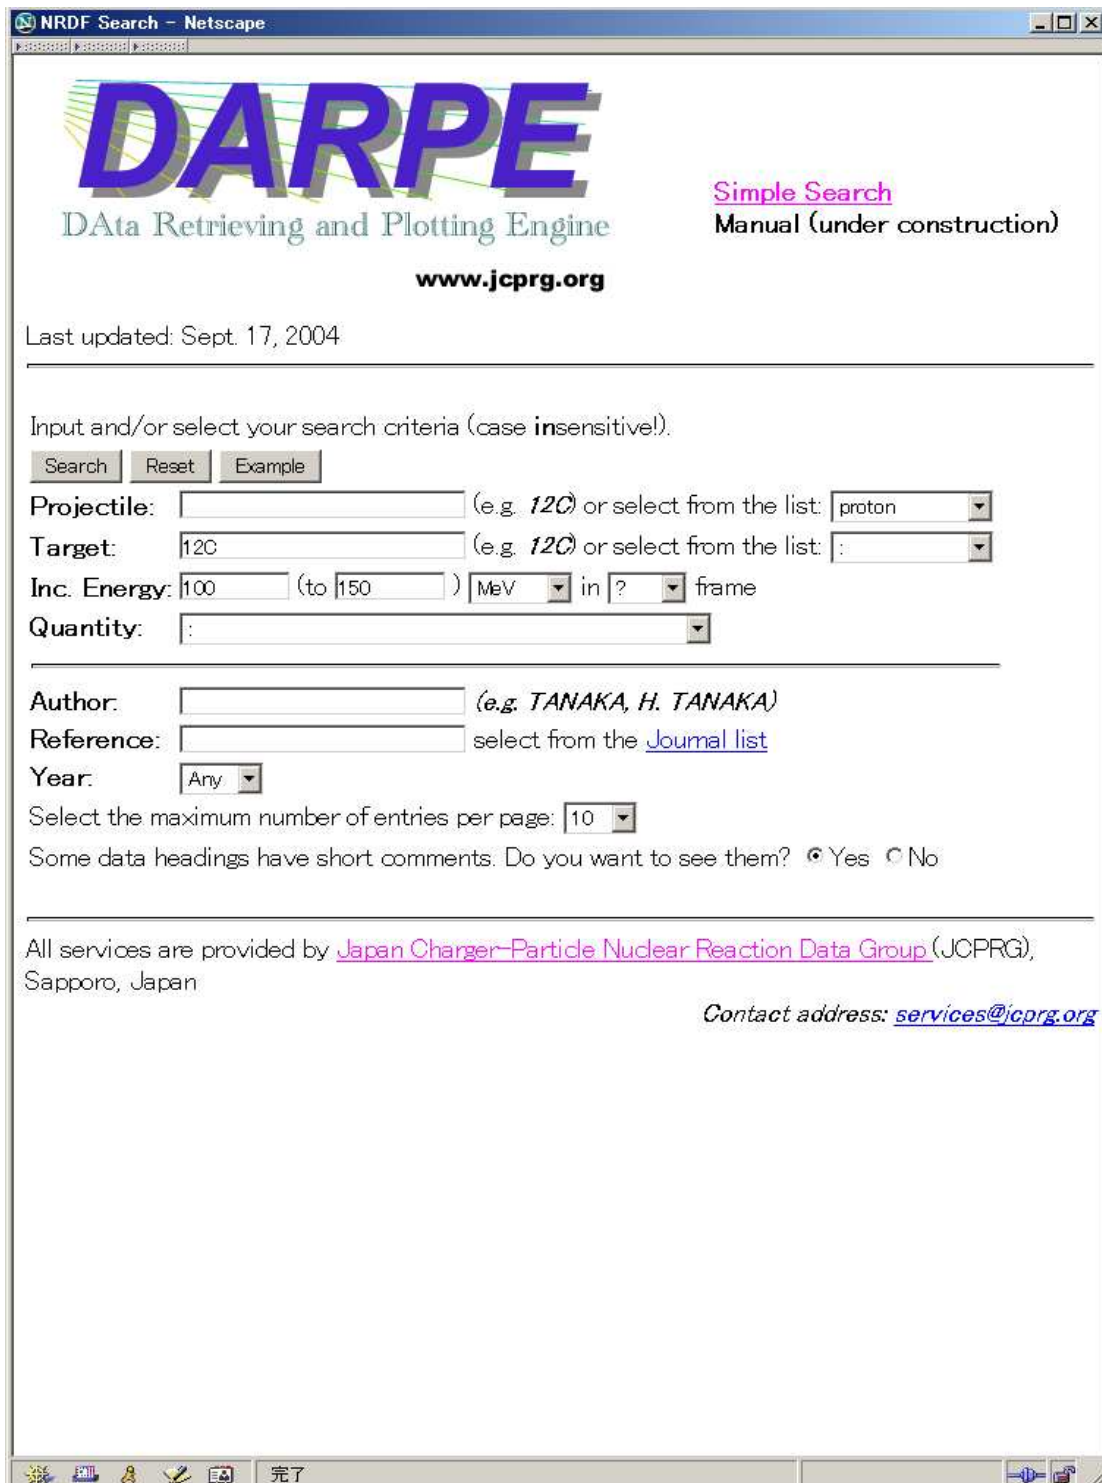 NRDF Search - Netscape
DARPE
DAta Retrieving and Plotting Engine
Simple Search
Manual (under construction)
www.jcprg.org
Last updated: Sept. 17, 2004
Input and/or select your search criteria (case insensitive!).
Search Reset Example
Projectile: (e.g. 12C) or select from the list: proton
Target: 12C (e.g. 12C) or select from the list: :
Inc. Energy: 100 (to 150 ) MeV in ? frame
Quantity: :
Author: (e.g. TANAKA, H. TANAKA)
Reference: select from the Journal list
Year: Any
Select the maximum number of entries per page: 10
Some data headings have short comments. Do you want to see them? Yes No
All services are provided by Japan Charger-Particle Nuclear Reaction Data Group (JCPRG),
Sapporo, Japan
Contact address: services@jcprg.org
完了